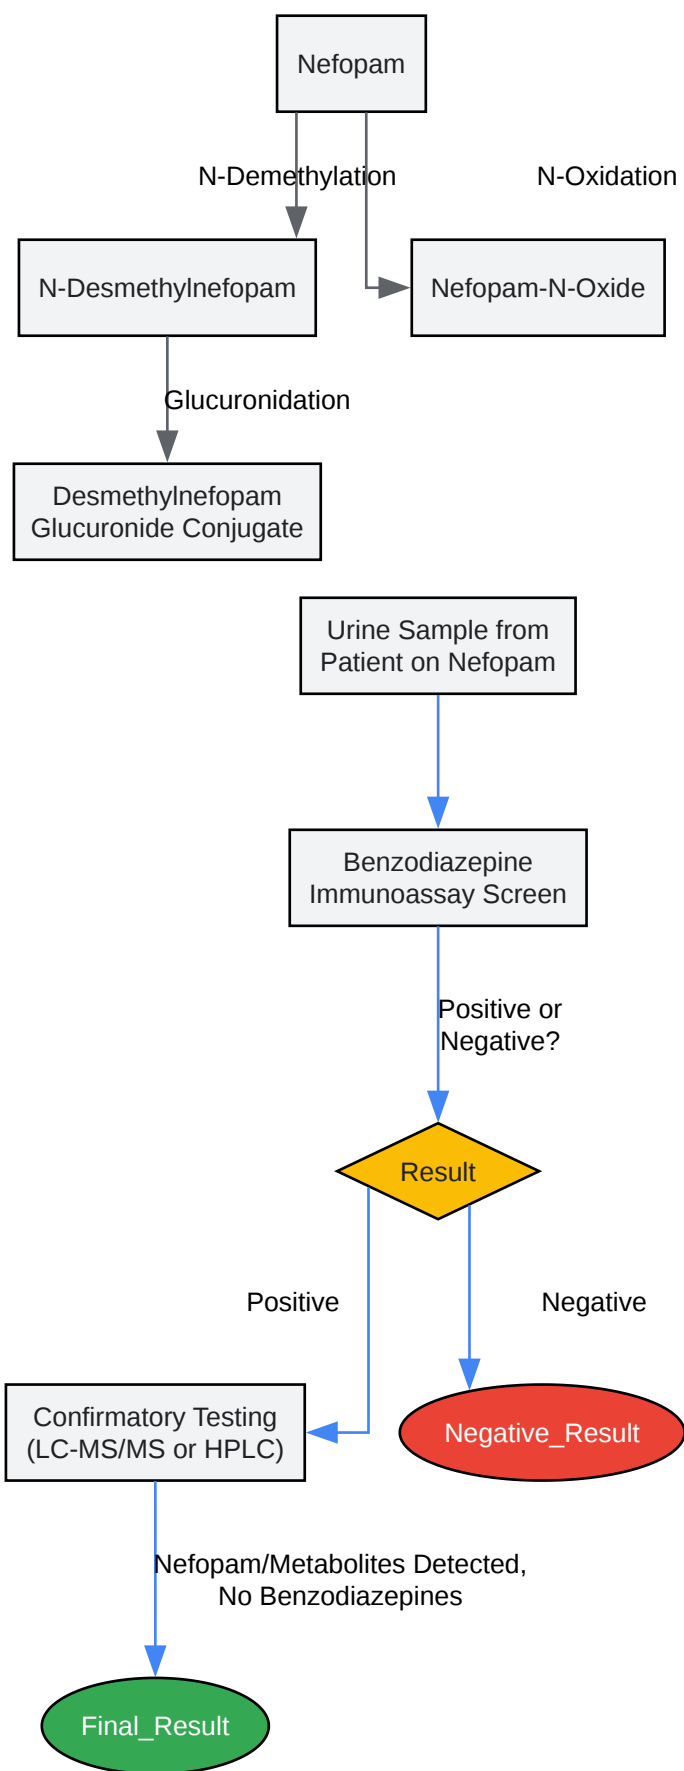 Nefopam
N-Demethylation
N-Oxidation
N-Desmethylnefopam
Nefopam-N-Oxide
Glucuronidation
Desmethylnefopam
Glucuronide Conjugate
Urine Sample from
Patient on Nefopam
Benzodiazepine
Immunoassay Screen
Positive or
Negative?
Result
Positive
Negative
Confirmatory Testing
(LC-MS/MS or HPLC)
Negative_Result
Nefopam/Metabolites Detected,
No Benzodiazepines
Final_Result